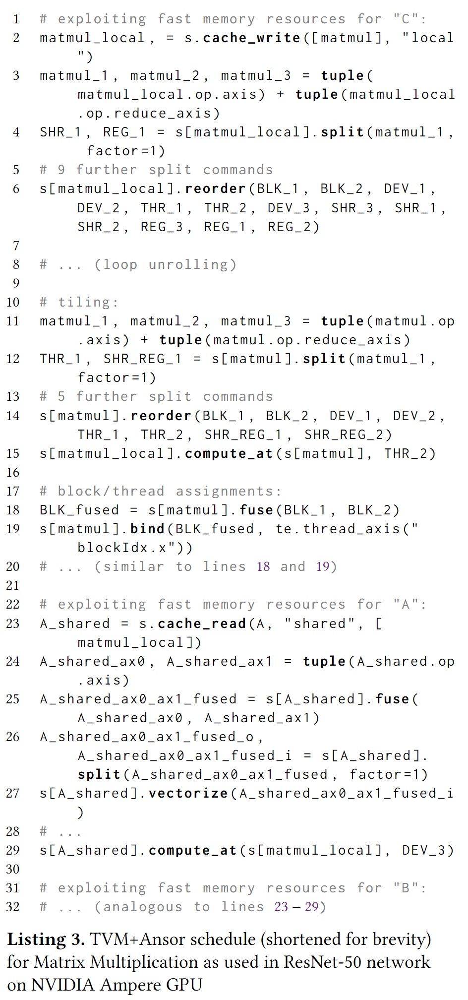 1 # exploiting fast memory resources for "C":
2 matmul_local, = s.cache_write([matmul], "local
")
3 matmul_1, matmul_2, matmul_3 = tuple(
matmul_local.op.axis) + tuple(matmul_local
.op.reduce_axis)
4 SHR_1, REG_1 = s[matmul_local].split(matmul_1,
factor=1)
5 # 9 further split commands
6 s[matmul_local].reorder(BLK_1, BLK_2, DEV_1,
DEV_2, THR_1, THR_2, DEV_3, SHR_3, SHR_1,
SHR_2, REG_3, REG_1, REG_2)
7
8 # ... (loop unrolling)
9
10 # tiling:
11 matmul_1, matmul_2, matmul_3 = tuple(matmul.op
.axis) + tuple(matmul.op.reduce_axis)
12 THR_1, SHR_REG_1 = s[matmul].split(matmul_1,
factor=1)
13 # 5 further split commands
14 s[matmul].reorder(BLK_1, BLK_2, DEV_1, DEV_2,
THR_1, THR_2, SHR_REG_1, SHR_REG_2)
15 s[matmul_local].compute_at(s[matmul], THR_2)
16
17 # block/thread assignments:
18 BLK_fused = s[matmul].fuse(BLK_1, BLK_2)
19 s[matmul].bind(BLK_fused, te.thread_axis("
blockIdx.x"))
20 # ... (similar to lines 18 and 19)
21
22 # exploiting fast memory resources for "A":
23 A_shared = s.cache_read(A, "shared", [
matmul_local])
24 A_shared_ax0, A_shared_ax1 = tuple(A_shared.op
.axis)
25 A_shared_ax0_ax1_fused = s[A_shared].fuse(
A_shared_ax0, A_shared_ax1)
26 A_shared_ax0_ax1_fused_o,
A_shared_ax0_ax1_fused_i = s[A_shared].
split(A_shared_ax0_ax1_fused, factor=1)
27 s[A_shared].vectorize(A_shared_ax0_ax1_fused_i
)
28 # ...
29 s[A_shared].compute_at(s[matmul_local], DEV_3)
30
31 # exploiting fast memory resources for "B":
32 # ... (analogous to lines 23 – 29)
Listing 3. TVM+Ansor schedule (shortened for brevity)
for Matrix Multiplication as used in ResNet-50 network
on NVIDIA Ampere GPU